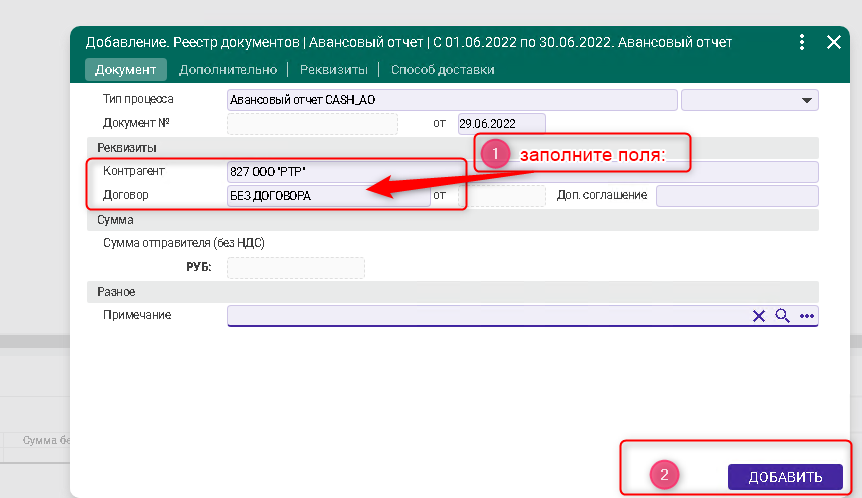 Добавление. Реестр документов | Авансовый отчет | С 01.06.2022 по 30.06.2022. Авансовый отчет
Документ Дополнительно Реквизиты Способ доставки
Тип процесса Авансовый отчет CASH_AO
Документ № от 29.06.2022
Реквизиты
1 заполните поля:
Контрагент 827 ООО "РТР"
Договор БЕЗ ДОГОВОРА от Доп. соглашение
Сумма
Сумма отправителя (без НДС)
РУБ:
Разное
Примечание
Сумма бе
2 ДОБАВИТЬ